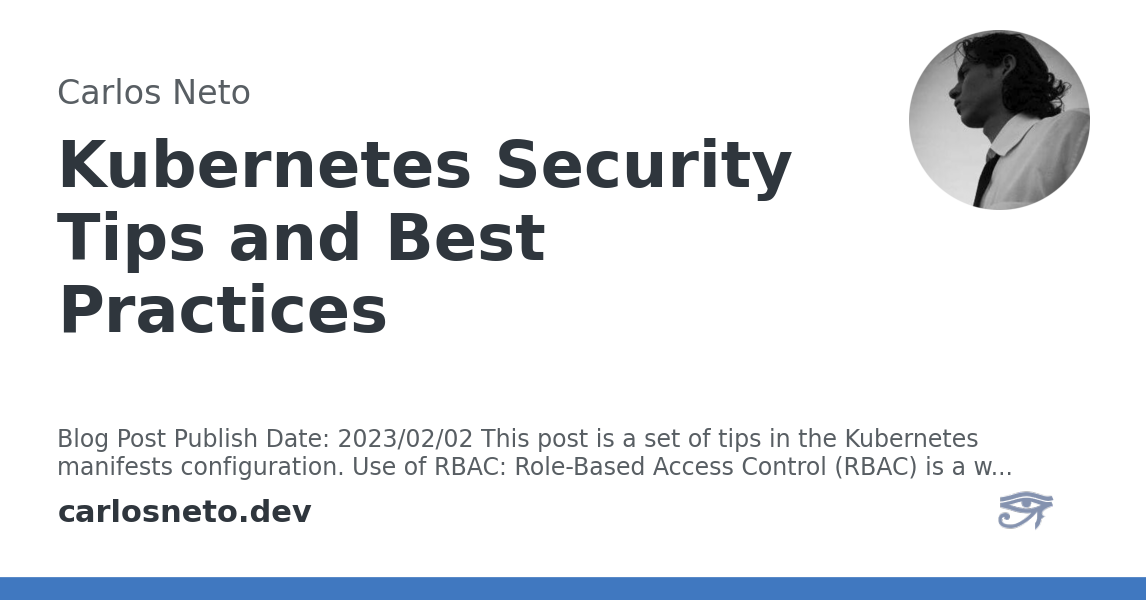 Carlos Neto
Kubernetes Security
Tips and Best
Practices
Blog Post Publish Date: 2023/02/02 This post is a set of tips in the Kubernetes
manifests configuration. Use of RBAC: Role-Based Access Control (RBAC) is a w...
carlosneto.dev